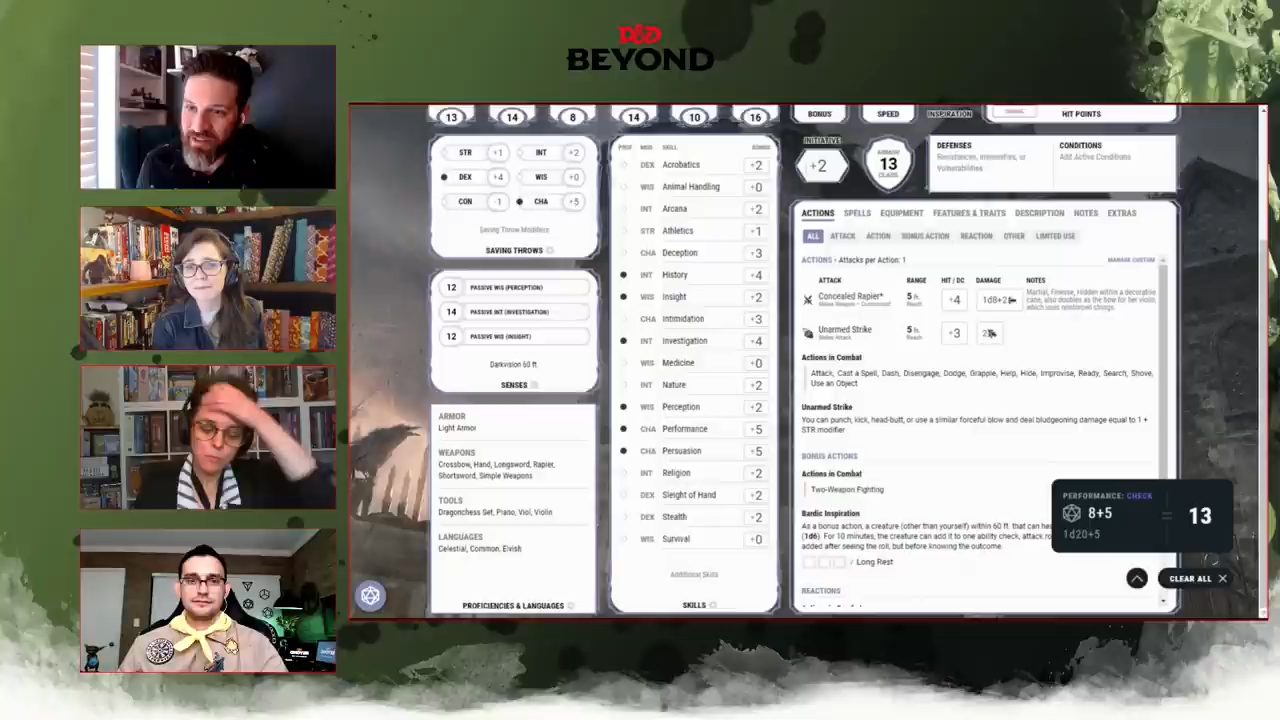 D&D
BEYOND
13
14
8
14
10
16
BONUS
SPEED
INSPIRATION
HIT POINTS
STR +1
INT +2
DEX +4
WIS +0
CON -1
CHA +5
Saving Throw Modifiers
SAVING THROWS
12 PASSIVE WIS (PERCEPTION)
14 PASSIVE INT (INVESTIGATION)
12 PASSIVE WIS (INSIGHT)
Darkvision 60 ft
SENSES
ARMOR
Light Armor
WEAPONS
Crossbow, Hand, Longsword, Rapier,
Shortsword, Simple Weapons
TOOLS
Dragonchess Set, Piano, Viol, Violin
LANGUAGES
Celestial, Common, Elvish
PROFICIENCIES & LANGUAGES
PROF MOD SKILL BONUS
DEX Acrobatics +2
WIS Animal Handling +0
INT Arcana +2
STR Athletics +1
CHA Deception +3
INT History +4
WIS Insight +2
CHA Intimidation +3
INT Investigation +4
WIS Medicine +0
INT Nature +2
WIS Perception +2
CHA Performance +5
CHA Persuasion +5
INT Religion +2
DEX Sleight of Hand +2
DEX Stealth +2
WIS Survival +0
Additional Skills
SKILLS
INITIATIVE
+2
ARMOR
13
CLASS
DEFENSES
Resistances, Immunities, or
Vulnerabilities
CONDITIONS
Add Active Conditions
ACTIONS SPELLS EQUIPMENT FEATURES & TRAITS DESCRIPTION NOTES EXTRAS
ALL ATTACK ACTION BONUS ACTION REACTION OTHER LIMITED USE
ACTIONS • Attacks per Action: 1
MANAGE CUSTOM
ATTACK RANGE HIT / DC DAMAGE NOTES
Concealed Rapier* 5 ft. +4 1d8+2
Melee Weapon • Customized Reach
Martial, Finesse, Hidden within a decorative
cane, also doubles as the bow for her violin,
which uses reinforced strings.
Unarmed Strike 5 ft. +3 2
Melee Attack Reach
Actions in Combat
Attack, Cast a Spell, Dash, Disengage, Dodge, Grapple, Help, Hide, Improvise, Ready, Search, Shove,
Use an Object
Unarmed Strike
You can punch, kick, head-butt, or use a similar forceful blow and deal bludgeoning damage equal to 1 +
STR modifier
BONUS ACTIONS
Actions in Combat
Two-Weapon Fighting
Bardic Inspiration
As a bonus action, a creature (other than yourself) within 60 ft. that can
(1d6). For 10 minutes, the creature can add it to one ability check, attack
added after seeing the roll, but before knowing the outcome.
/ Long Rest
REACTIONS
PERFORMANCE: CHECK
8+5 = 13
1d20+5
CLEAR ALL X